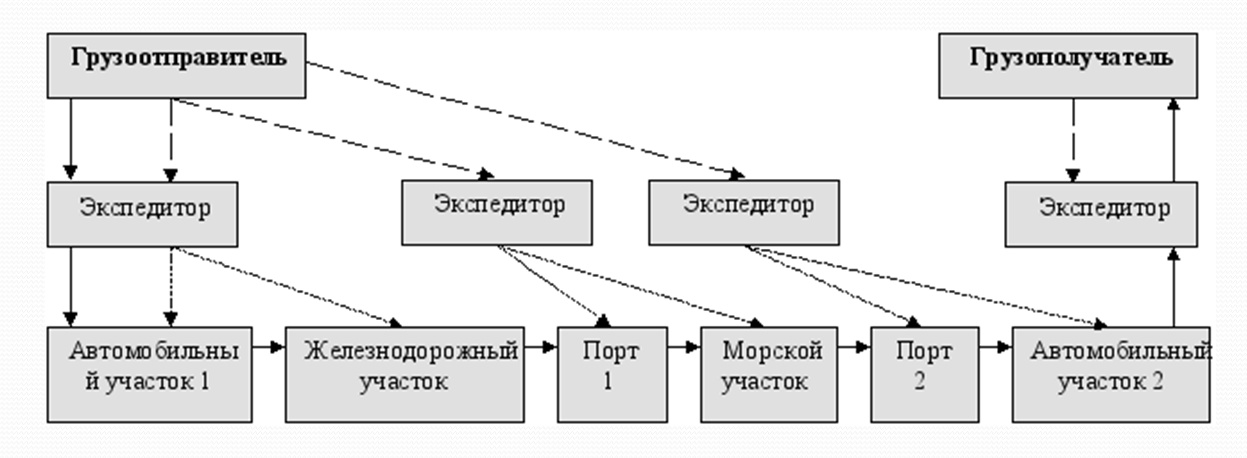 Грузоотправитель
Грузополучатель
Экспедитор
Экспедитор
Экспедитор
Экспедитор
Автомобильны
й участок 1
Железнодорожный
участок
Порт
1
Морской
участок
Порт
2
Автомобильный
участок 2